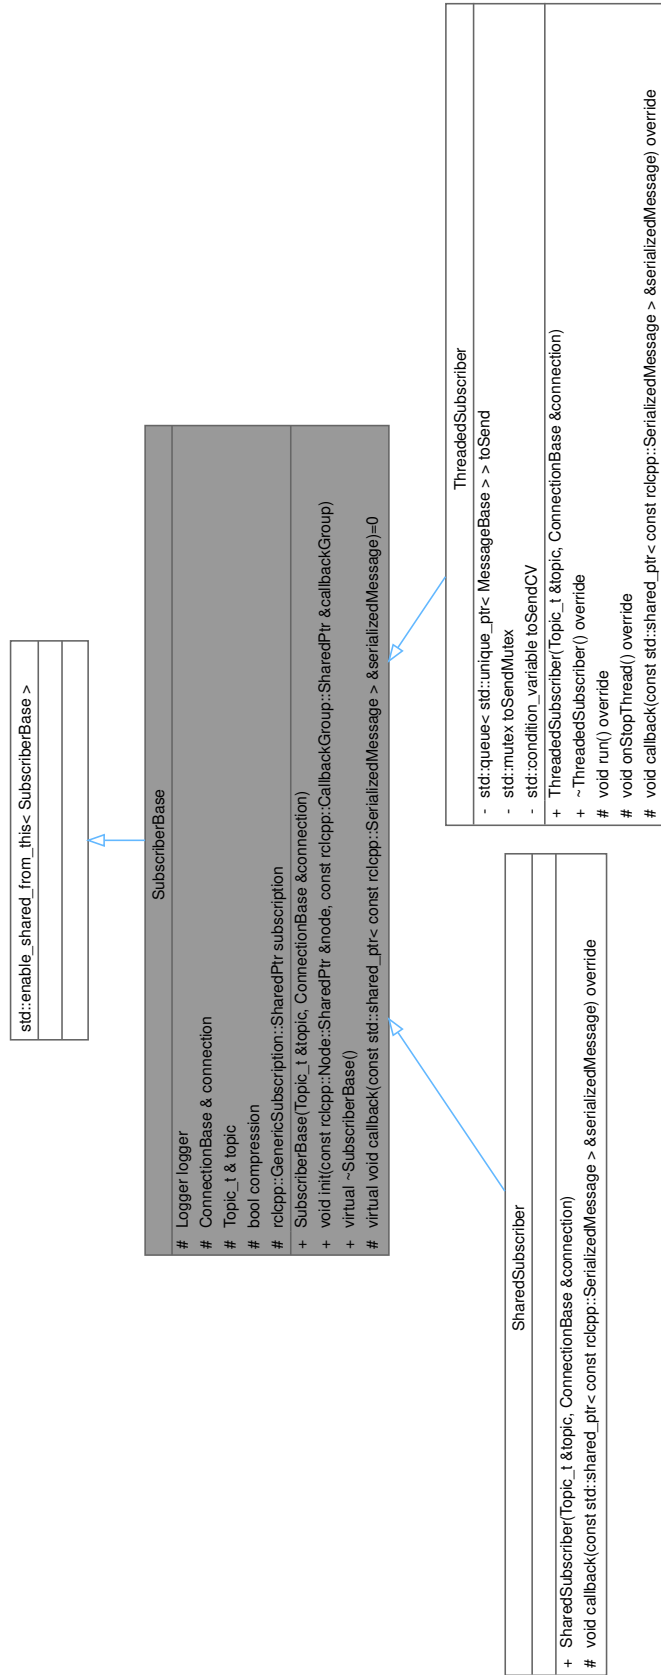 std::enable_shared_from_this< SubscriberBase >
SubscriberBase
# Logger logger
# ConnectionBase & connection
# Topic_t & topic
# bool compression
# rclcpp::GenericSubscription::SharedPtr subscription
+ SubscriberBase(Topic_t &topic, ConnectionBase &connection)
+ void init(const rclcpp::Node::SharedPtr &node, const rclcpp::CallbackGroup::SharedPtr &callbackGroup)
+ virtual ~SubscriberBase()
# virtual void callback(const std::shared_ptr< const rclcpp::SerializedMessage > &serializedMessage)=0
SharedSubscriber
+ SharedSubscriber(Topic_t &topic, ConnectionBase &connection)
# void callback(const std::shared_ptr< const rclcpp::SerializedMessage > &serializedMessage) override
ThreadedSubscriber
- std::queue< std::unique_ptr< MessageBase > > toSend
- std::mutex toSendMutex
- std::condition_variable toSendCV
+ ThreadedSubscriber(Topic_t &topic, ConnectionBase &connection)
+ ~ThreadedSubscriber() override
# void run() override
# void onStopThread() override
# void callback(const std::shared_ptr< const rclcpp::SerializedMessage > &serializedMessage) override